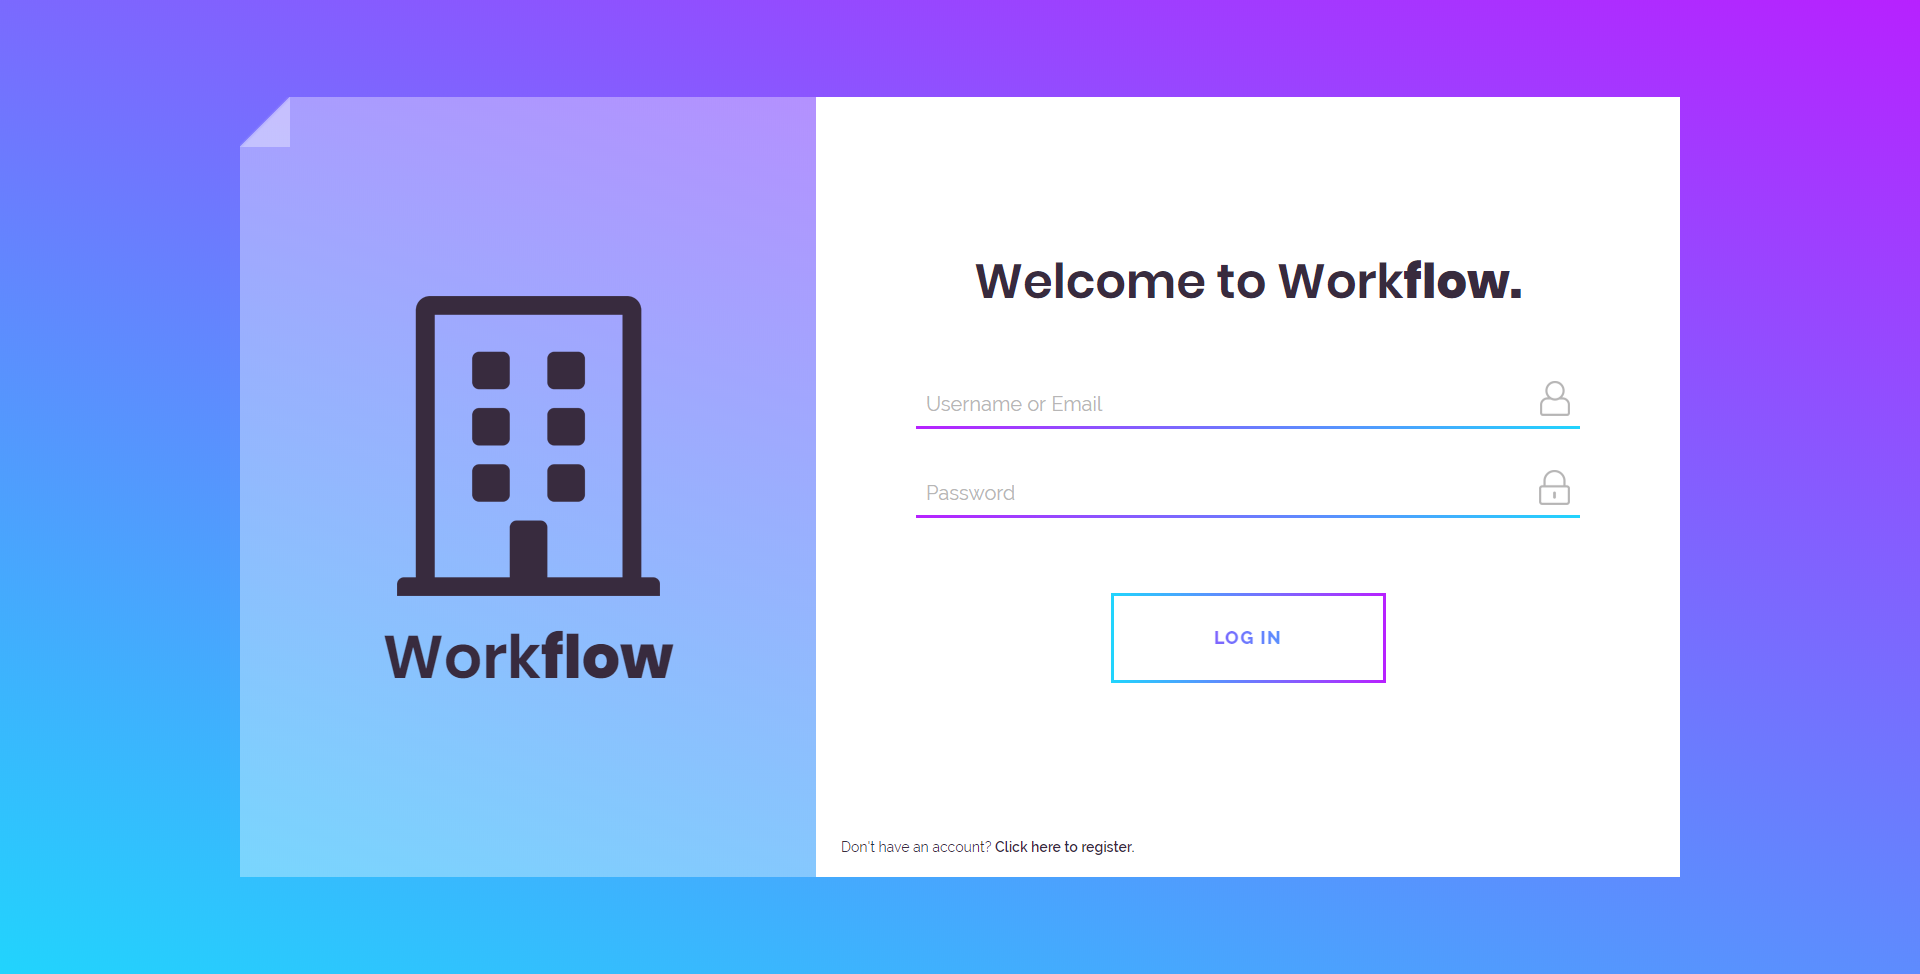 Workflow
Welcome to Workflow.
Username or Email
Password
LOG IN
Don't have an account? Click here to register.